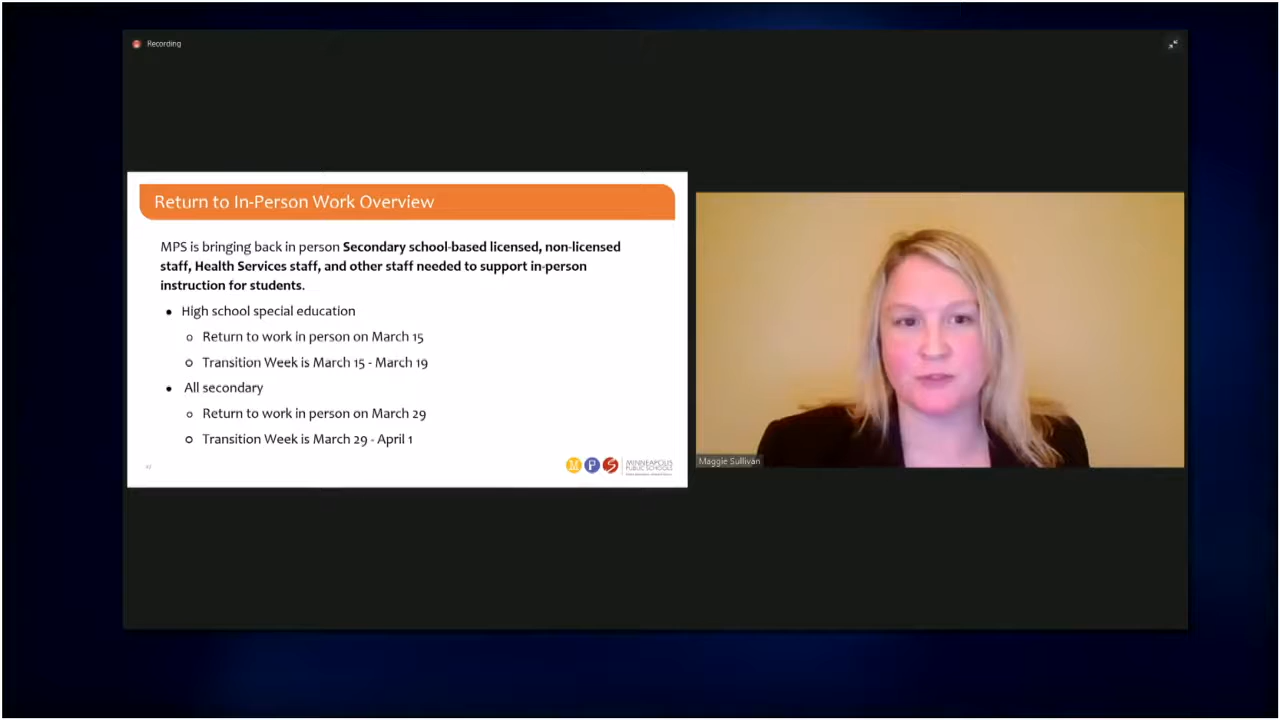 Recording
Return to In-Person Work Overview
MPS is bringing back in person Secondary school-based licensed, non-licensed
staff, Health Services staff, and other staff needed to support in-person
instruction for students.
• High school special education
○ Return to work in person on March 15
○ Transition Week is March 15 - March 19
• All secondary
○ Return to work in person on March 29
○ Transition Week is March 29 - April 1
M P S
MINNEAPOLIS
PUBLIC SCHOOLS
Maggie Sullivan